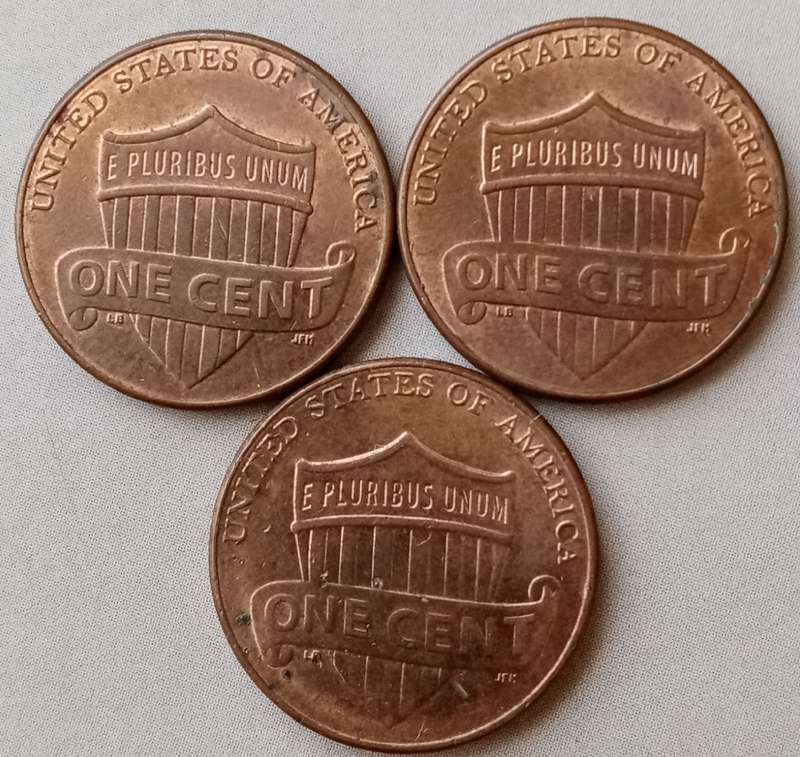 UNITED STATES OF AMERICA
E PLURIBUS UNUM
ONE CENT
LB
JFM
UNITED STATES OF AMERICA
E PLURIBUS UNUM
ONE CENT
LB
JFM
UNITED STATES OF AMERICA
E PLURIBUS UNUM
ONE CENT
LB
JFM